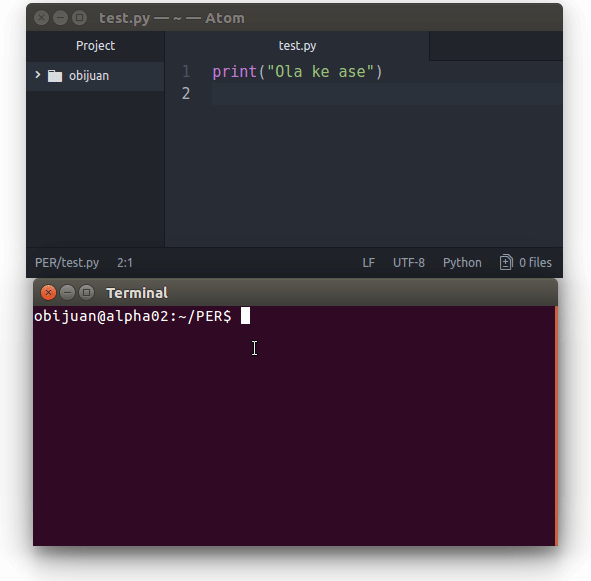 test.py — ~ — Atom
Project
test.py
obijuan
1 print("Ola ke ase")
2
PER/test.py 2:1 LF UTF-8 Python 0 files
Terminal
obijuan@alpha02:~/PER$